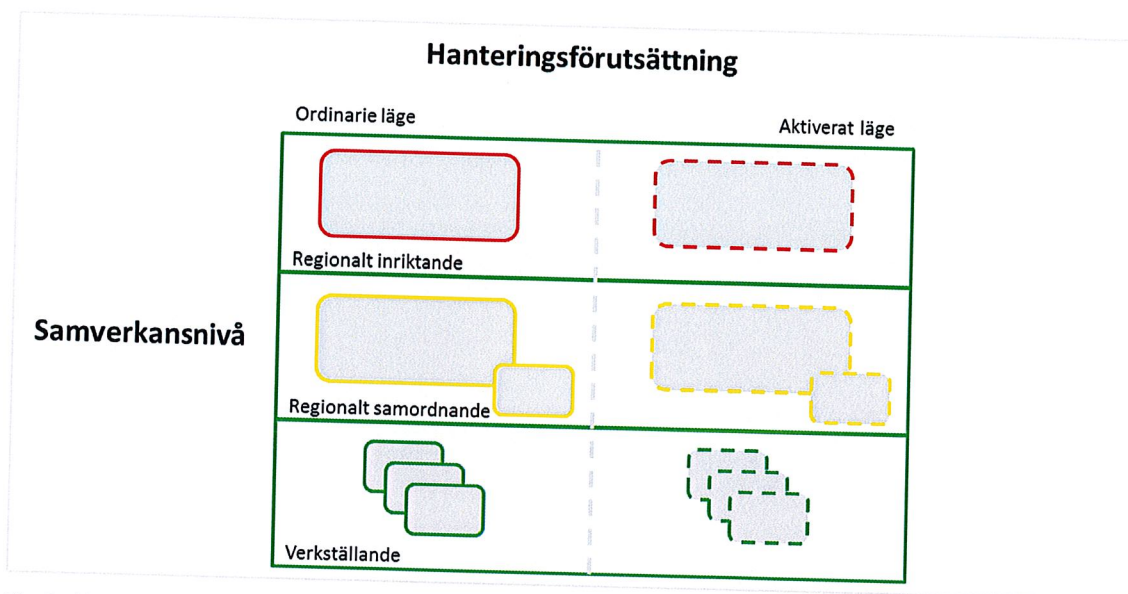 Hanteringsförutsättning
Ordinarie läge
Aktiverat läge
Regionalt inriktande
Samverkansnivå
Regionalt samordnande
Verkställande